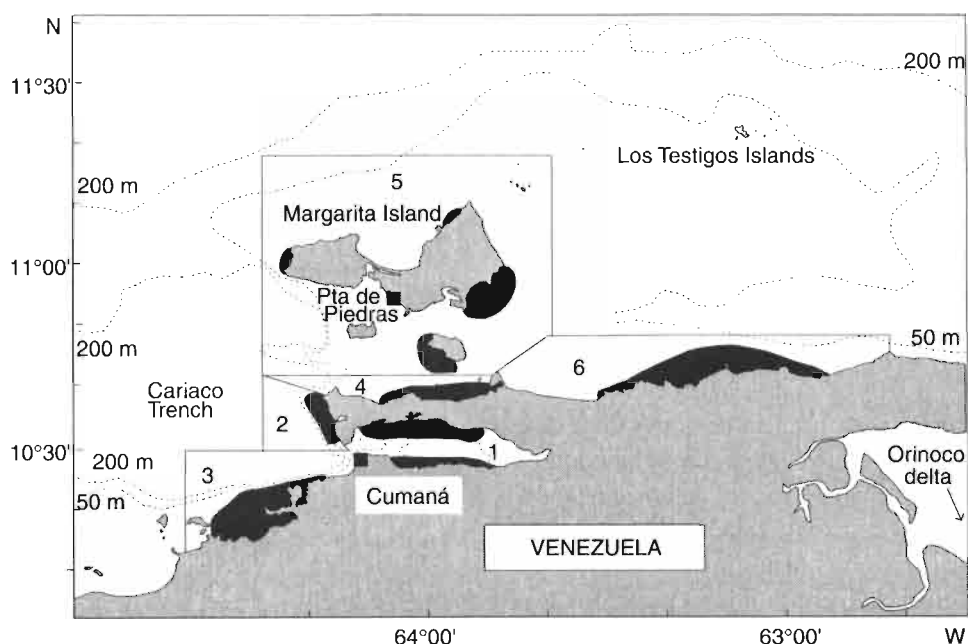 N
11°30'
200 m
Los Testigos Islands
5
200 m
Margarita Island
11°00'
Pta de
Piedras
50 m
200 m
6
Cariaco
Trench
4
2
10°30'
1
Orinoco
delta
200 m
3
50 m
Cumaná
VENEZUELA
64°00'
63°00'
W